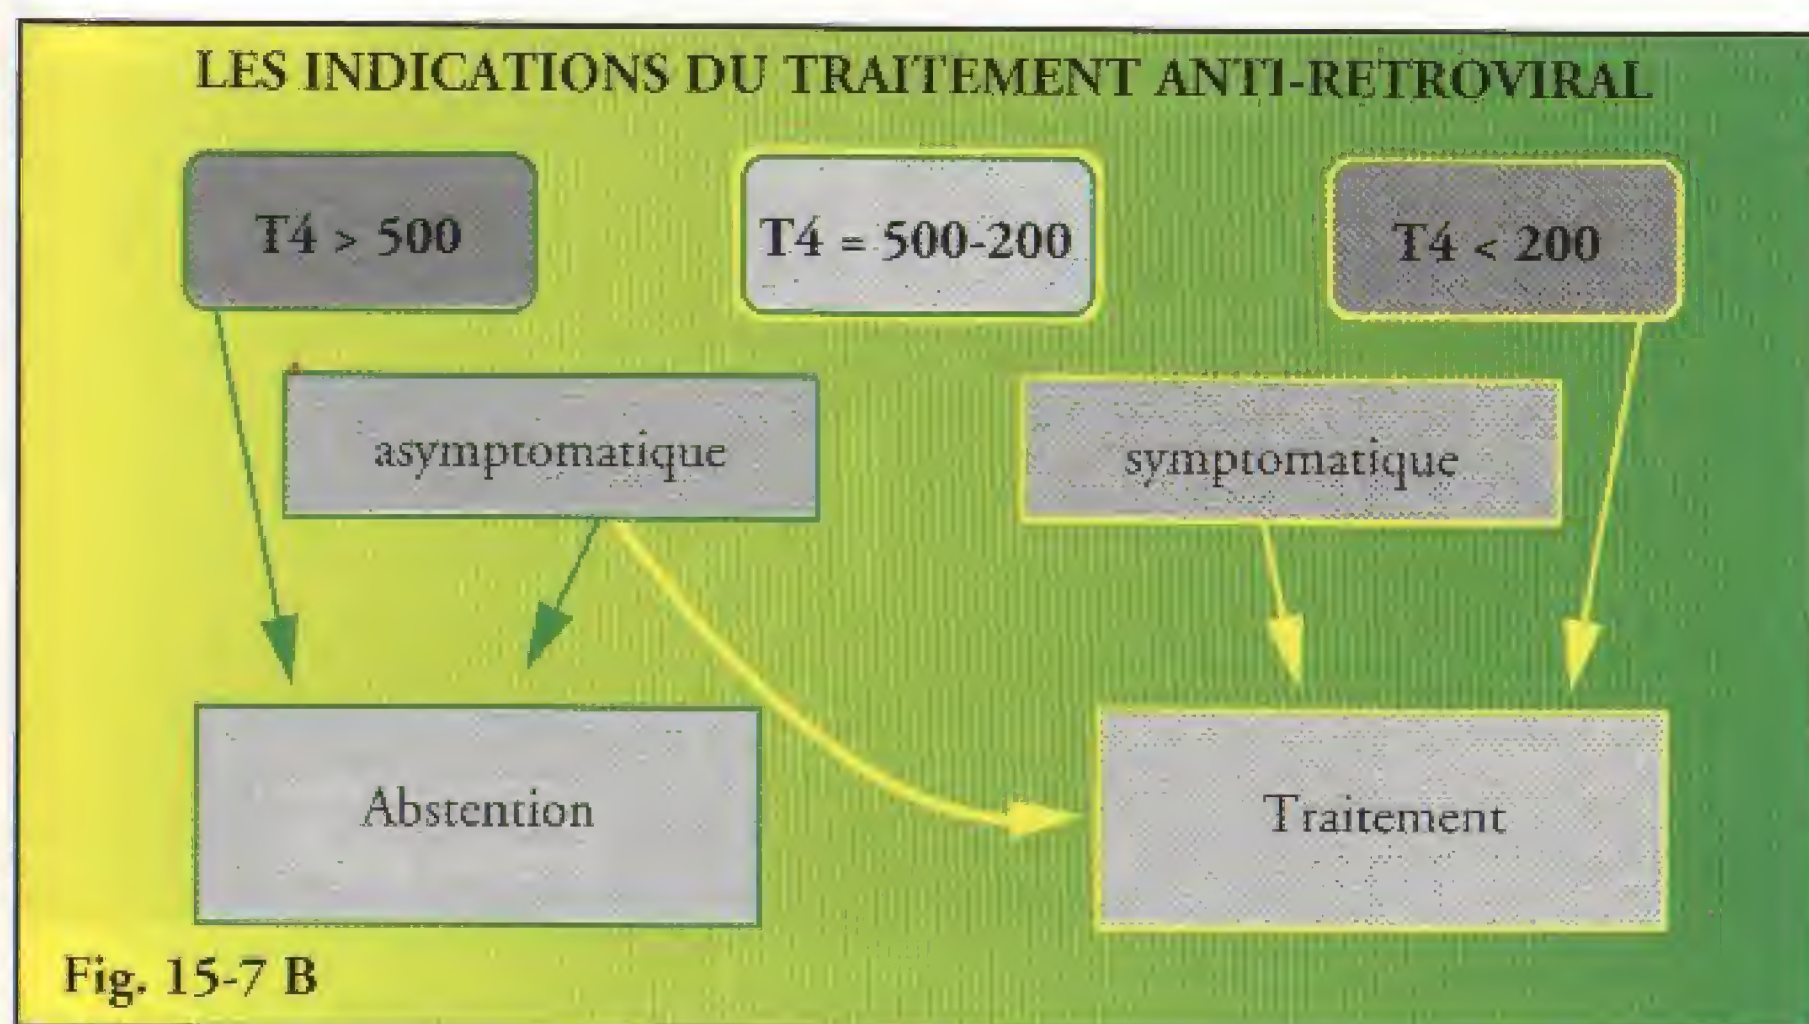 LES INDICATIONS DU TRAITEMENT ANTI-RETROVIRAL
T4 > 500
T4 = 500-200
T4 < 200
asymptomatique
symptomatique
Abstention
Traitement
Fig. 15-7 B